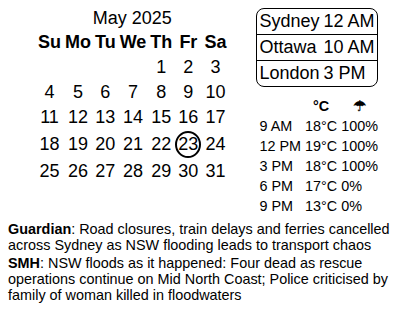 May 2025
Su Mo Tu We Th Fr Sa
1 2 3
4 5 6 7 8 9 10
11 12 13 14 15 16 17
18 19 20 21 22 23 24
25 26 27 28 29 30 31
Sydney 12 AM
Ottawa 10 AM
London 3 PM
°C ☂
9 AM 18°C 100%
12 PM 19°C 100%
3 PM 18°C 100%
6 PM 17°C 0%
9 PM 13°C 0%
Guardian: Road closures, train delays and ferries cancelled
across Sydney as NSW flooding leads to transport chaos
SMH: NSW floods as it happened: Four dead as rescue
operations continue on Mid North Coast; Police criticised by
family of woman killed in floodwaters